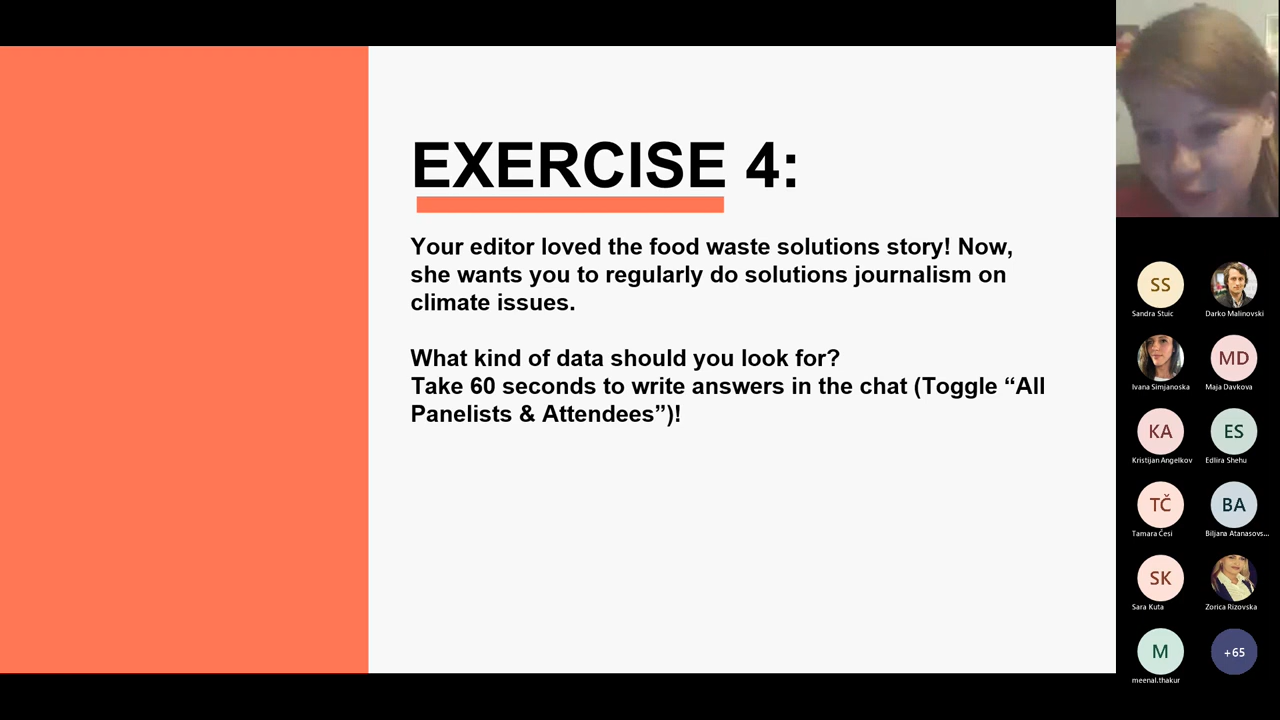 EXERCISE 4:
Your editor loved the food waste solutions story! Now,
she wants you to regularly do solutions journalism on
climate issues.
What kind of data should you look for?
Take 60 seconds to write answers in the chat (Toggle “All
Panelists & Attendees”)!
SS
Sandra Stuic
Darko Malinovski
Ivana Simjanoska
MD
Maja Davkova
KA
Kristijan Angelkov
ES
Edlira Shehu
TČ
Tamara Česi
BA
Biljana Atanasovs...
SK
Sara Kuta
Zorica Rizovska
M
meenal.thakur
+65